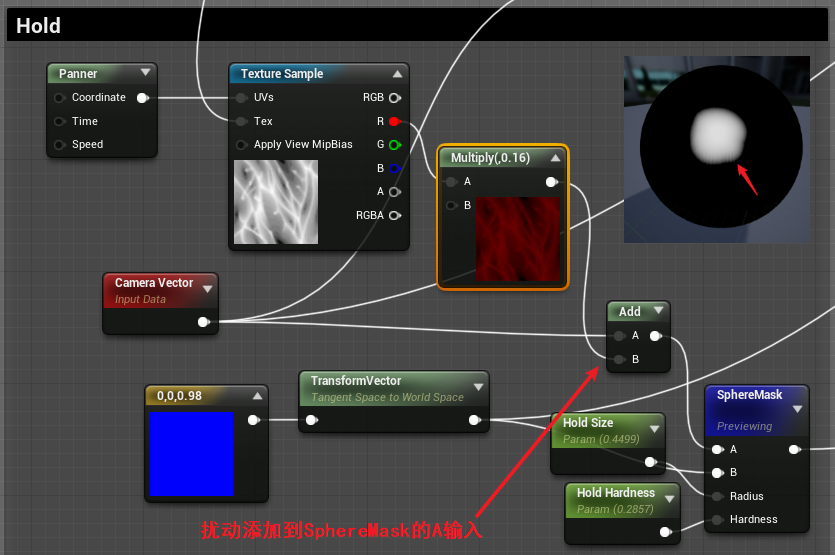 Hold
Panner
Coordinate
Time
Speed
Texture Sample
UVs
RGB
Tex
R
Apply View MipBias
G
B
A
RGBA
Multiply(,0.16)
A
B
Camera Vector
Input Data
Add
A
B
0,0,0.98
TransformVector
Tangent Space to World Space
Hold Size
Param (0.4499)
SphereMask
Previewing
A
B
Radius
Hardness
Hold Hardness
Param (0.2857)
扰动添加到SphereMask的A输入